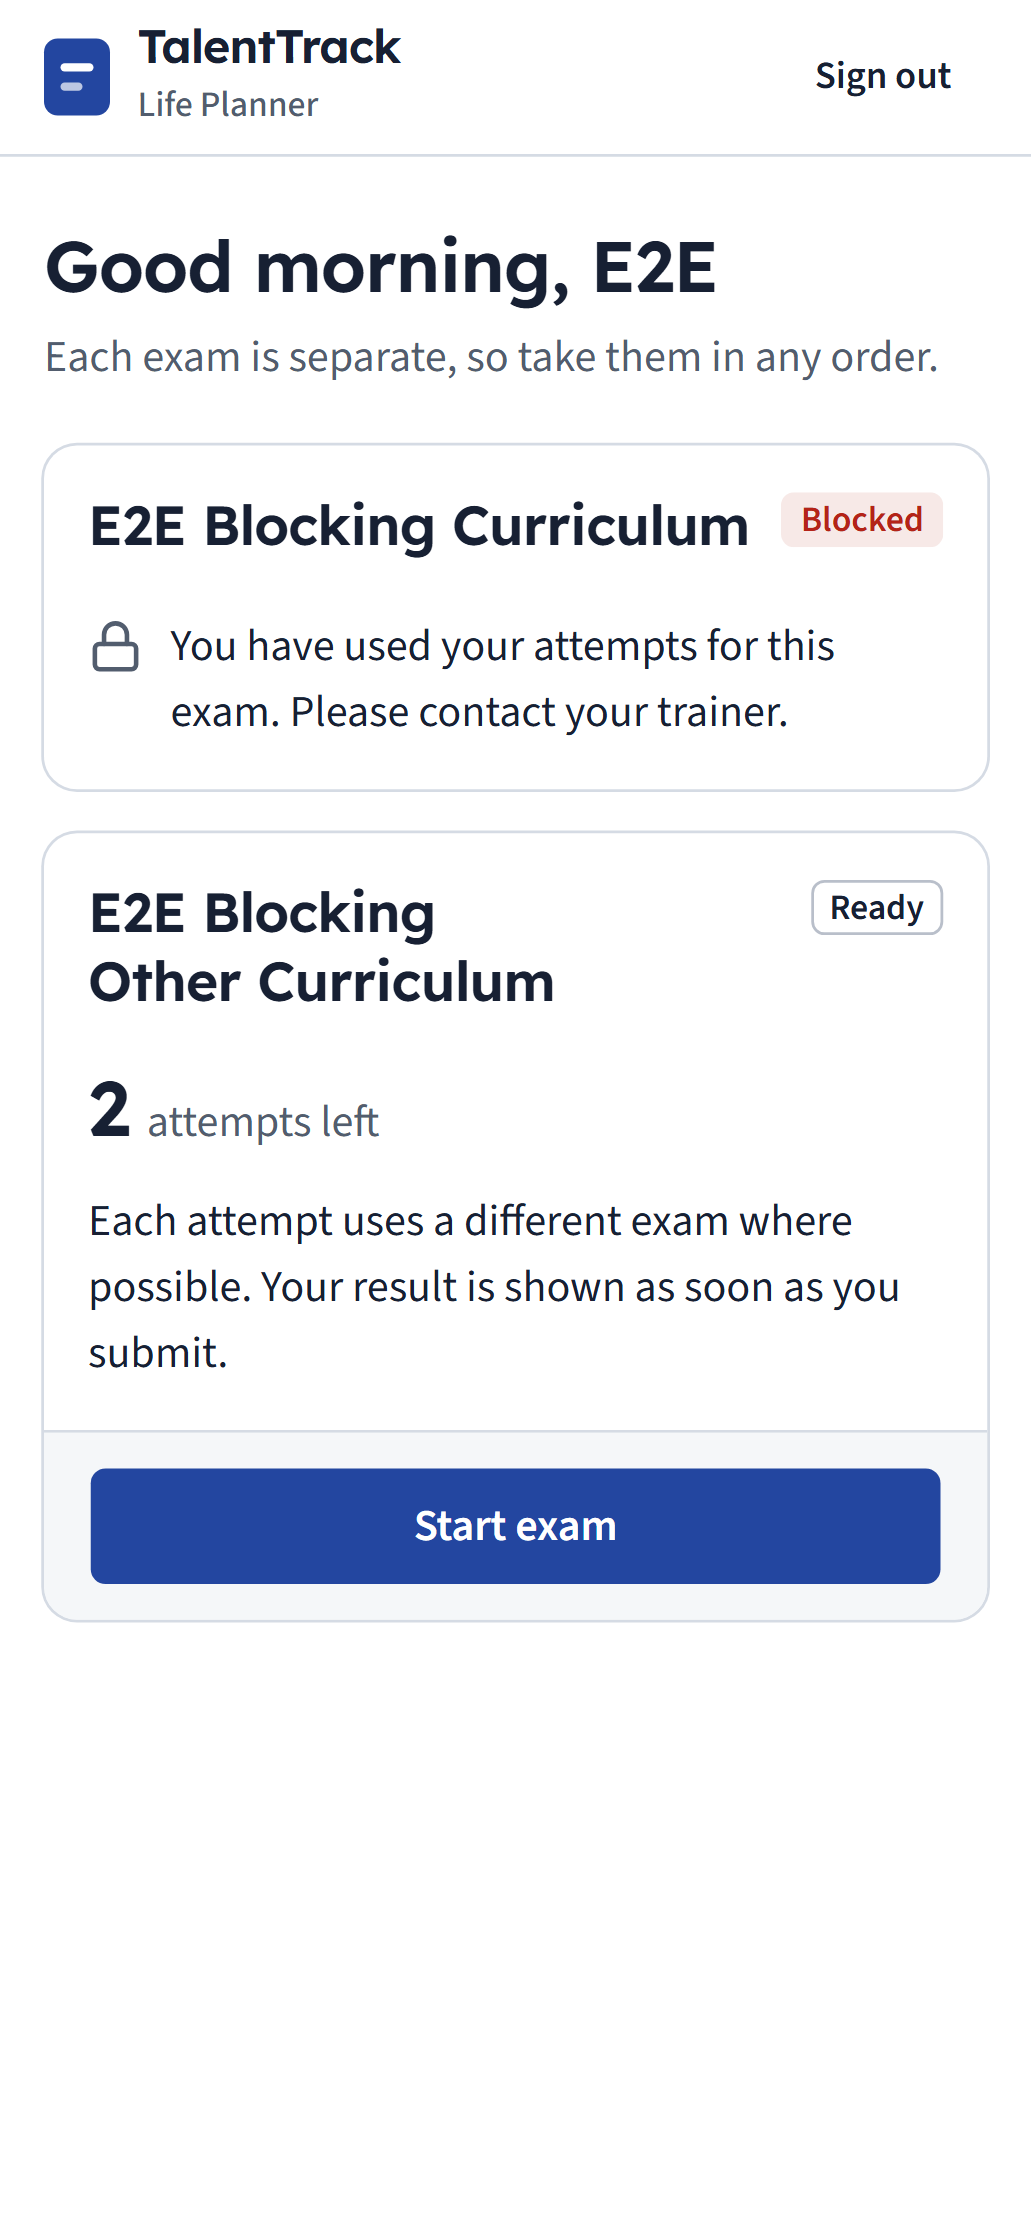 TalentTrack
Life Planner
Sign out
Good morning, E2E
Each exam is separate, so take them in any order.
E2E Blocking Curriculum
Blocked
You have used your attempts for this
exam. Please contact your trainer.
E2E Blocking
Other Curriculum
Ready
2 attempts left
Each attempt uses a different exam where
possible. Your result is shown as soon as you
submit.
Start exam